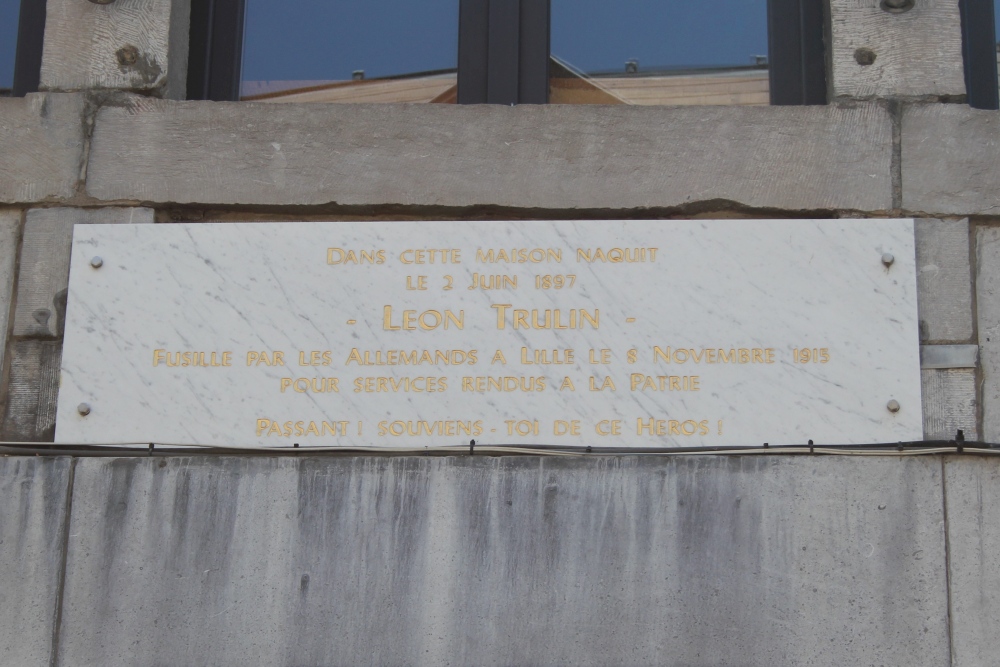 DANS CETTE MAISON NAQUIT
LE 2 JUIN 1897
- LEON TRULIN -
FUSILLE PAR LES ALLEMANDS A LILLE LE 8 NOVEMBRE 1915
POUR SERVICES RENDUS A LA PATRIE
PASSANT ! SOUVIENS - TOI DE CE HEROS !